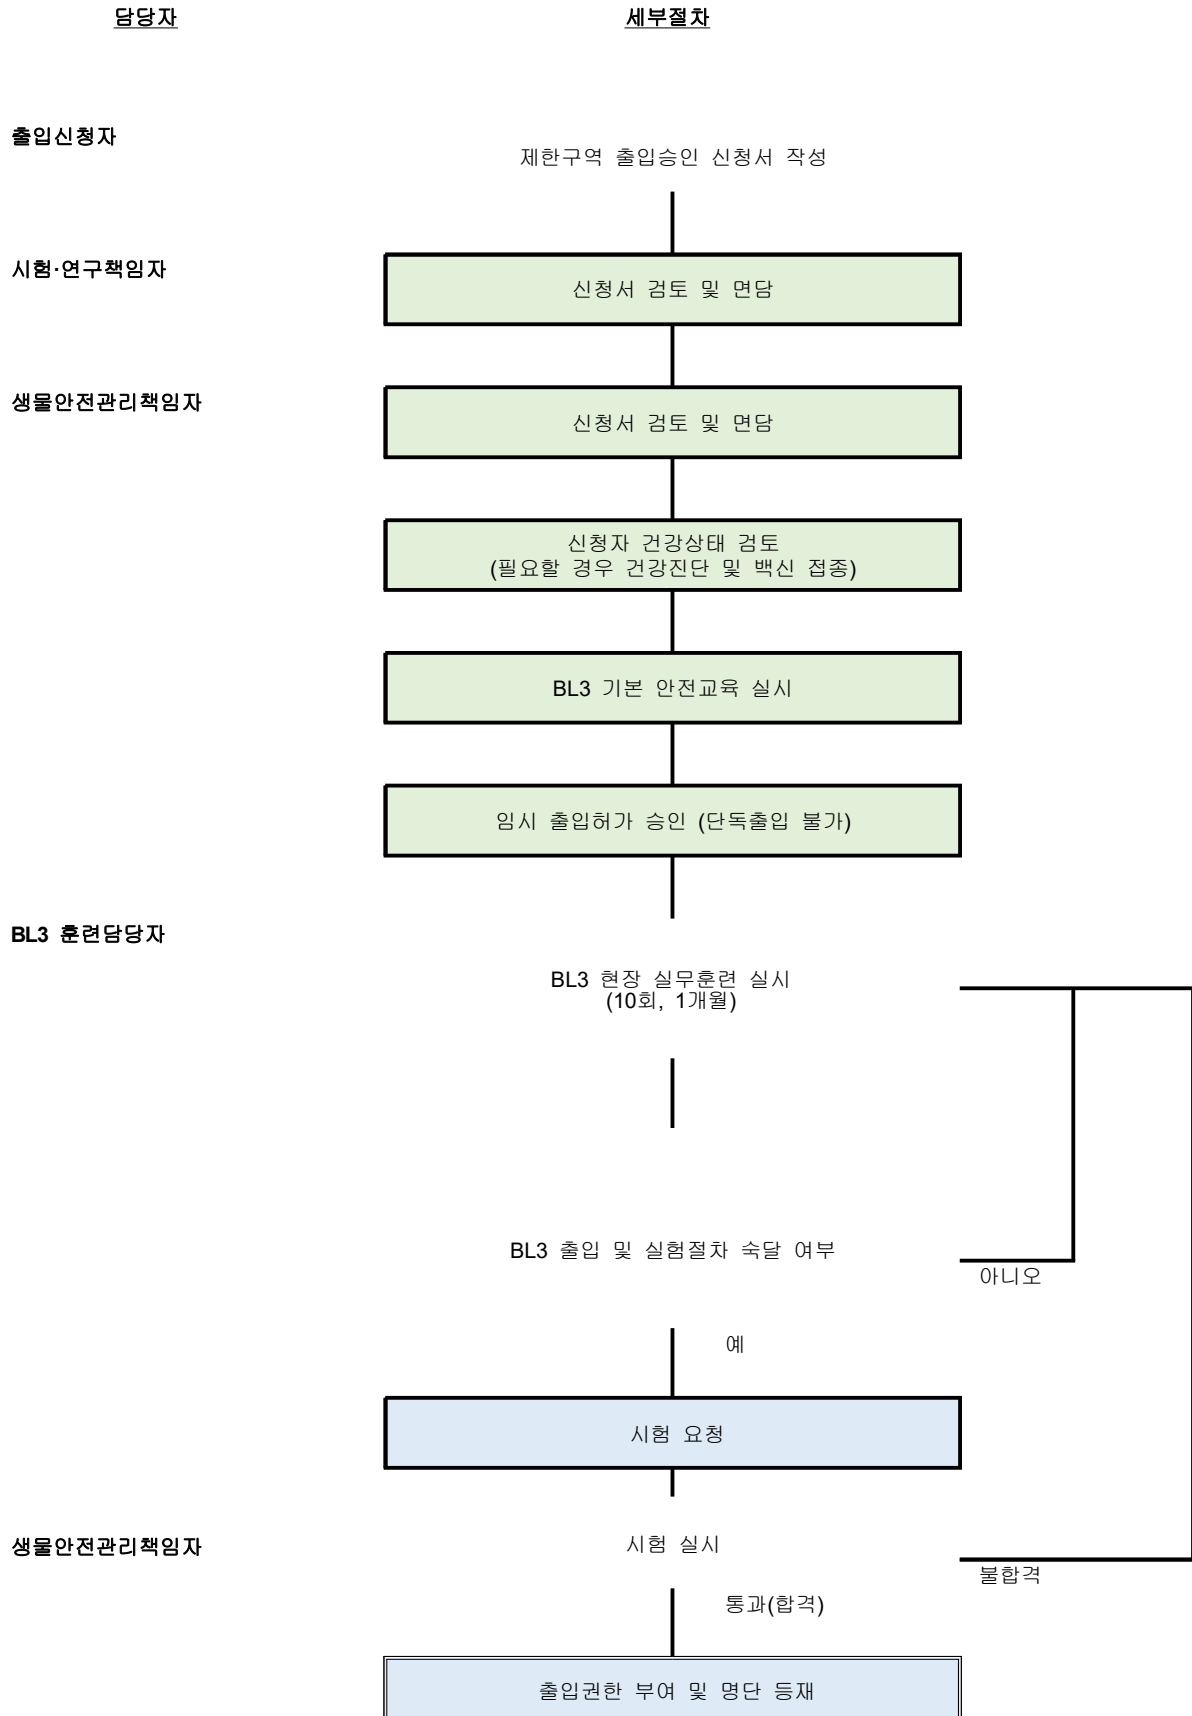 담당자
세부절차
출입신청자
제한구역 출입승인 신청서 작성
시험·연구책임자
신청서 검토 및 면담
생물안전관리책임자
신청서 검토 및 면담
신청자 건강상태 검토
(필요할 경우 건강진단 및 백신 접종)
BL3 기본 안전교육 실시
임시 출입허가 승인 (단독출입 불가)
BL3 훈련담당자
BL3 현장 실무훈련 실시
(10회, 1개월)
BL3 출입 및 실험절차 숙달 여부
아니오
예
시험 요청
생물안전관리책임자
시험 실시
불합격
통과(합격)
출입권한 부여 및 명단 등재